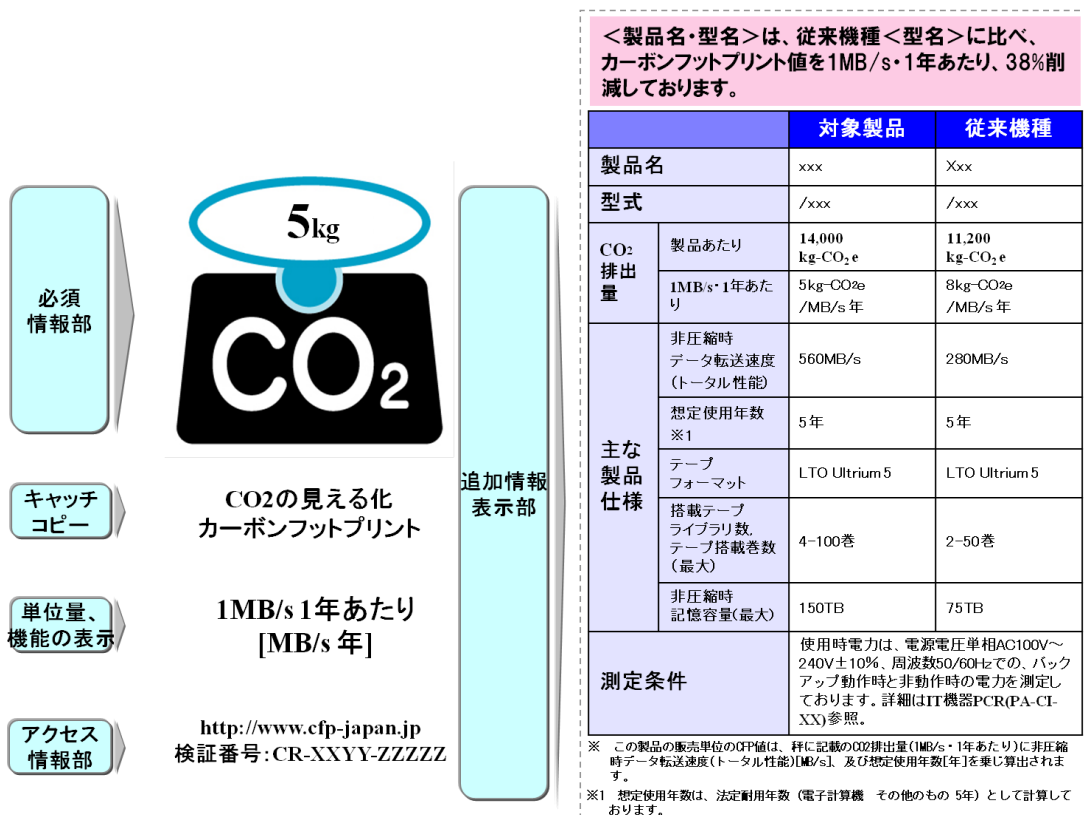 必須
情報部
キャッチ
コピー
単位量、
機能の表示
アクセス
情報部
5kg
CO2
CO2の見える化
カーボンフットプリント
1MB/s 1年あたり
[MB/s 年]
http://www.cfp-japan.jp
検証番号：CR-XXYY-ZZZZZ
追加情報
表示部
＜製品名・型名＞は、従来機種＜型名＞に比べ、
カーボンフットプリント値を1MB/s・1年あたり、38%削
減しております。
対象製品 従来機種
製品名 xxx Xxx
型式 /xxx /xxx
CO2
排出
量
製品あたり
14,000
kg-CO2 e
11,200
kg-CO2 e
1MB/s・1年あた
り
5kg-CO2e
/MB/s 年
8kg-CO2e
/MB/s 年
主な
製品
仕様
非圧縮時
データ転送速度
(トータル性能)
560MB/s 280MB/s
想定使用年数
※1
5年 5年
テープ
フォーマット
LTO Ultrium 5 LTO Ultrium 5
搭載テープ
ライブラリ数,
テープ搭載巻数
（最大）
4-100巻 2-50巻
非圧縮時
記憶容量(最大)
150TB 75TB
測定条件
使用時電力は、電源電圧単相AC100V～
240V±10%、周波数50/60Hzでの、バック
アップ動作時と非動作時の電力を測定し
ております。詳細はIT機器PCR(PA-CI-
XX)参照。
※ この製品の販売単位のCFP値は、秤に記載のCO2排出量(1MB/s・1年あたり)に非圧縮
時データ転送速度(トータル性能)[MB/s]、及び想定使用年数[年]を乗じ算出されま
す。
※1 想定使用年数は、法定耐用年数（電子計算機 その他のもの 5年）として計算して
おります。